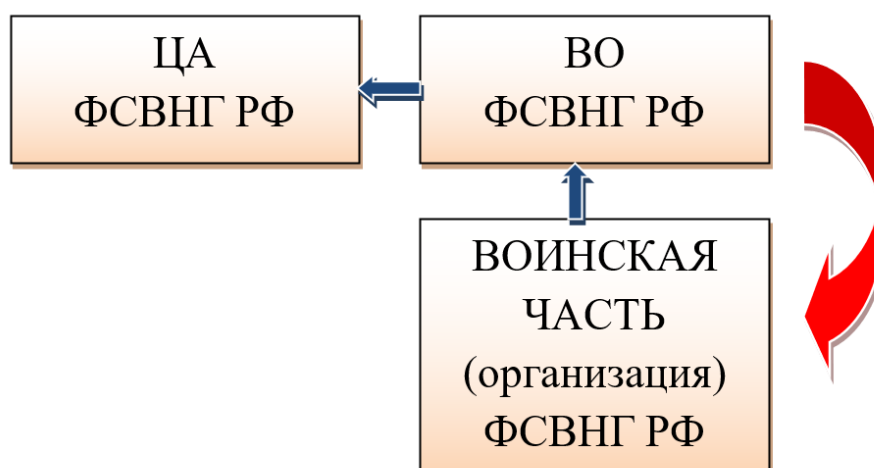 ЦА
ФСВНГ РФ
ВО
ФСВНГ РФ
ВОИНСКАЯ
ЧАСТЬ
(организация)
ФСВНГ РФ